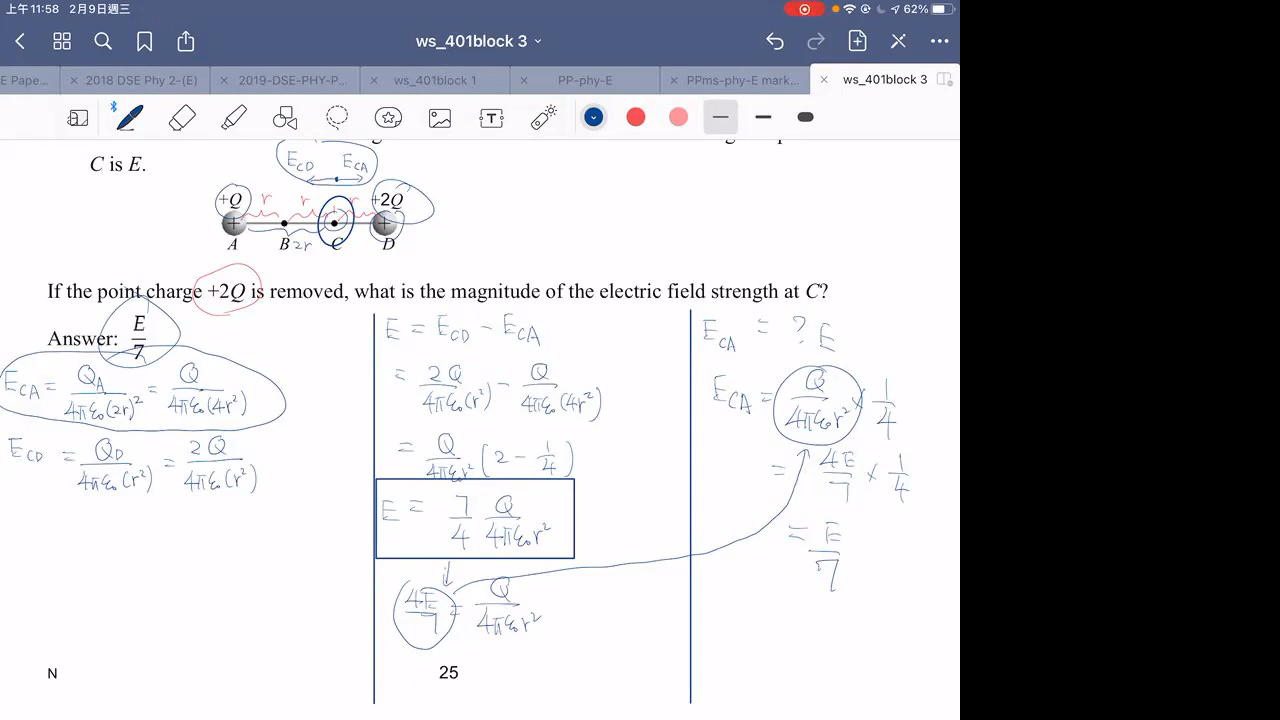 上午11:58 2月9日週三
62%
ws_401block 3
E Pape...
2018 DSE Phy 2-(E)
2019-DSE-PHY-P...
ws_401block 1
PP-phy-E
PPms-phy-E mark...
ws_401block 3
C is E.
E_CD E_CA
+Q r r r +2Q
A B 2r C D
If the point charge +2Q is removed, what is the magnitude of the electric field strength at C?
Answer: E/7
E_CA = Q_A/4πε₀(2r)² = Q/4πε₀(4r²)
E_CD = Q_D/4πε₀(r²) = 2Q/4πε₀(r²)
E = E_CD - E_CA
= 2Q/4πε₀(r²) - Q/4πε₀(4r²)
= Q/4πε₀r² (2 - 1/4)
E = 7/4 Q/4πε₀r²
4E/7 = Q/4πε₀r²
E_CA = ? E
E_CA = Q/4πε₀r² × 1/4
= 4E/7 × 1/4
= E/7
N
25